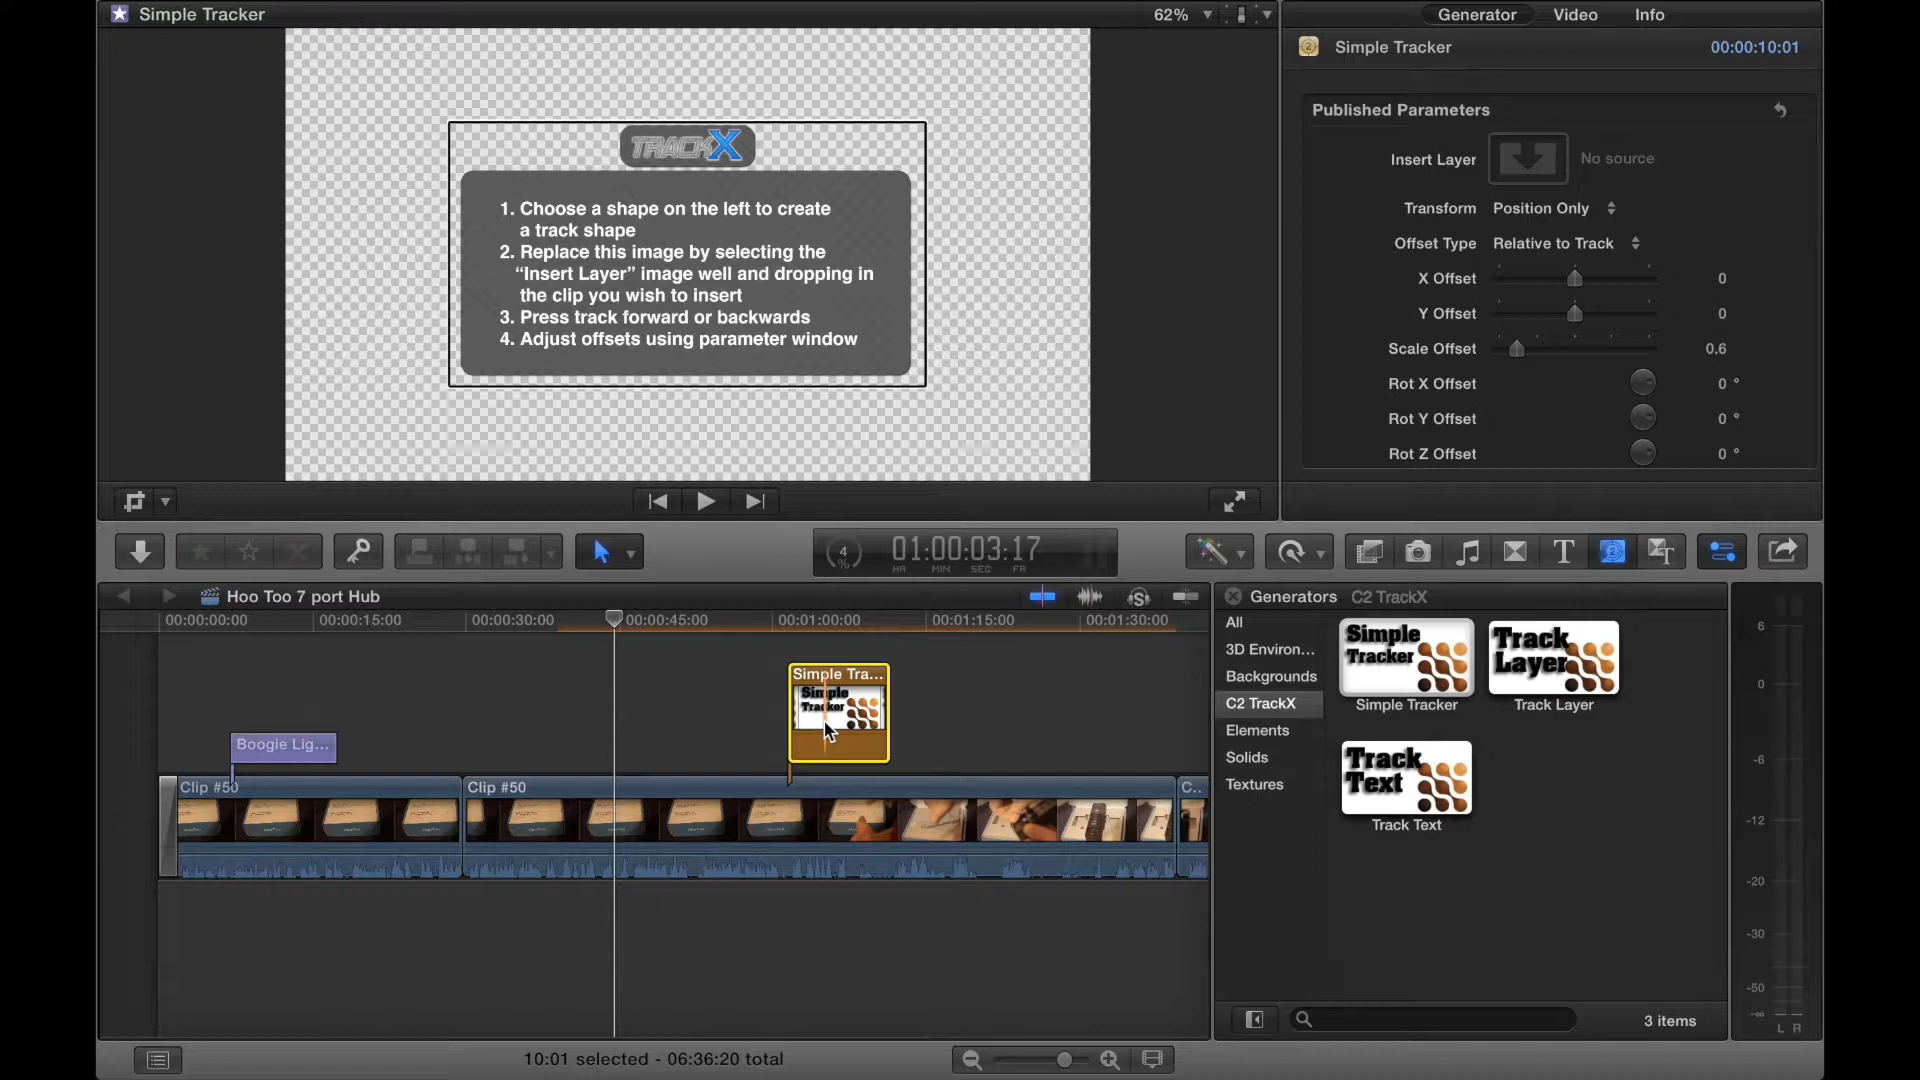 Simple Tracker
62%
Generator
Video
Info
Simple Tracker
00:00:10:01
TRACKX
1. Choose a shape on the left to create
a track shape
2. Replace this image by selecting the
“Insert Layer” image well and dropping in
the clip you wish to insert
3. Press track forward or backwards
4. Adjust offsets using parameter window
Published Parameters
Insert Layer
No source
Transform Position Only
Offset Type Relative to Track
X Offset 0
Y Offset 0
Scale Offset 0.6
Rot X Offset 0 °
Rot Y Offset 0 °
Rot Z Offset 0 °
4
%
01:00:03:17
HR MIN SEC FR
Hoo Too 7 port Hub
00:00:00:00
00:00:15:00
00:00:30:00
00:00:45:00
00:01:00:00
00:01:15:00
00:01:30:00
Simple Tra...
Simple
Tracker
Boogie Lig...
Clip #50
Clip #50
C..
Generators C2 TrackX
All
3D Environ...
Backgrounds
C2 TrackX
Elements
Solids
Textures
Simple
Tracker
Simple Tracker
Track
Layer
Track Layer
Track
Text
Track Text
3 items
6
0
-6
-12
-20
-30
-50
-∞
L R
10:01 selected - 06:36:20 total